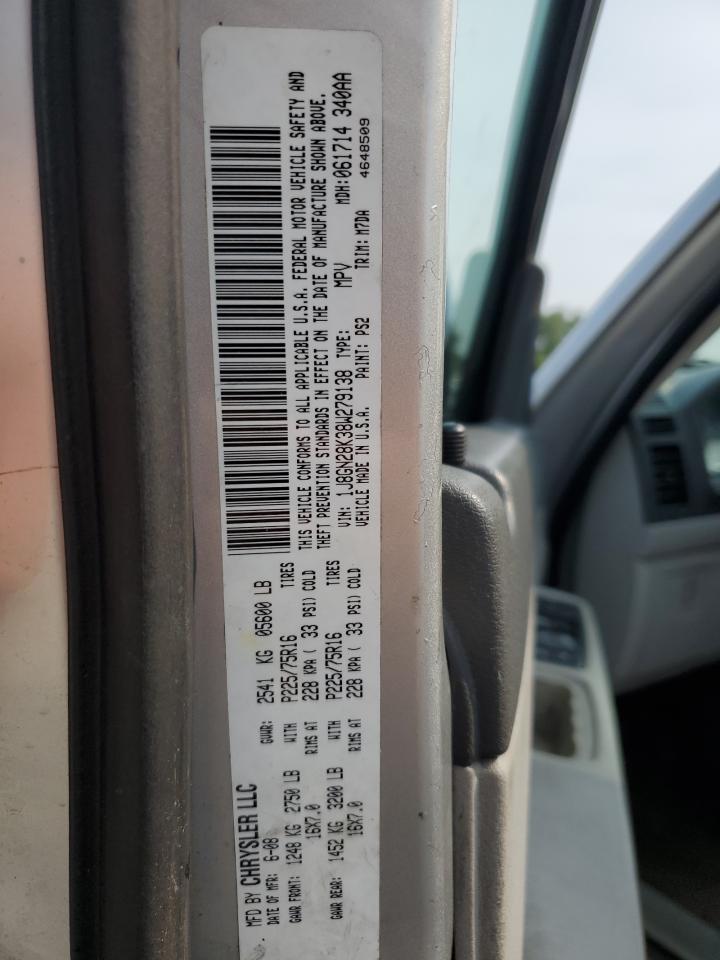 MFD BY CHRYSLER LLC
DATE OF MFR: 6-08 GVWR: 2541 KG 05600 LB
GAWR FRONT: 1248 KG 2750 LB WITH P225/75R16 TIRES
16X7.0 RIMS AT 228 KPA ( 33 PSI) COLD
GAWR REAR: 1452 KG 3200 LB WITH P225/75R16 TIRES
16X7.0 RIMS AT 228 KPA ( 33 PSI) COLD
THIS VEHICLE CONFORMS TO ALL APPLICABLE U.S.A. FEDERAL MOTOR VEHICLE SAFETY AND
THEFT PREVENTION STANDARDS IN EFFECT ON THE DATE OF MANUFACTURE SHOWN ABOVE.
VIN: 1J8GN28K38W279138 TYPE: MPV MDH:061714 340AA
VEHICLE MADE IN U.S.A. PAINT: PS2 TRIM: M7DA 4648509